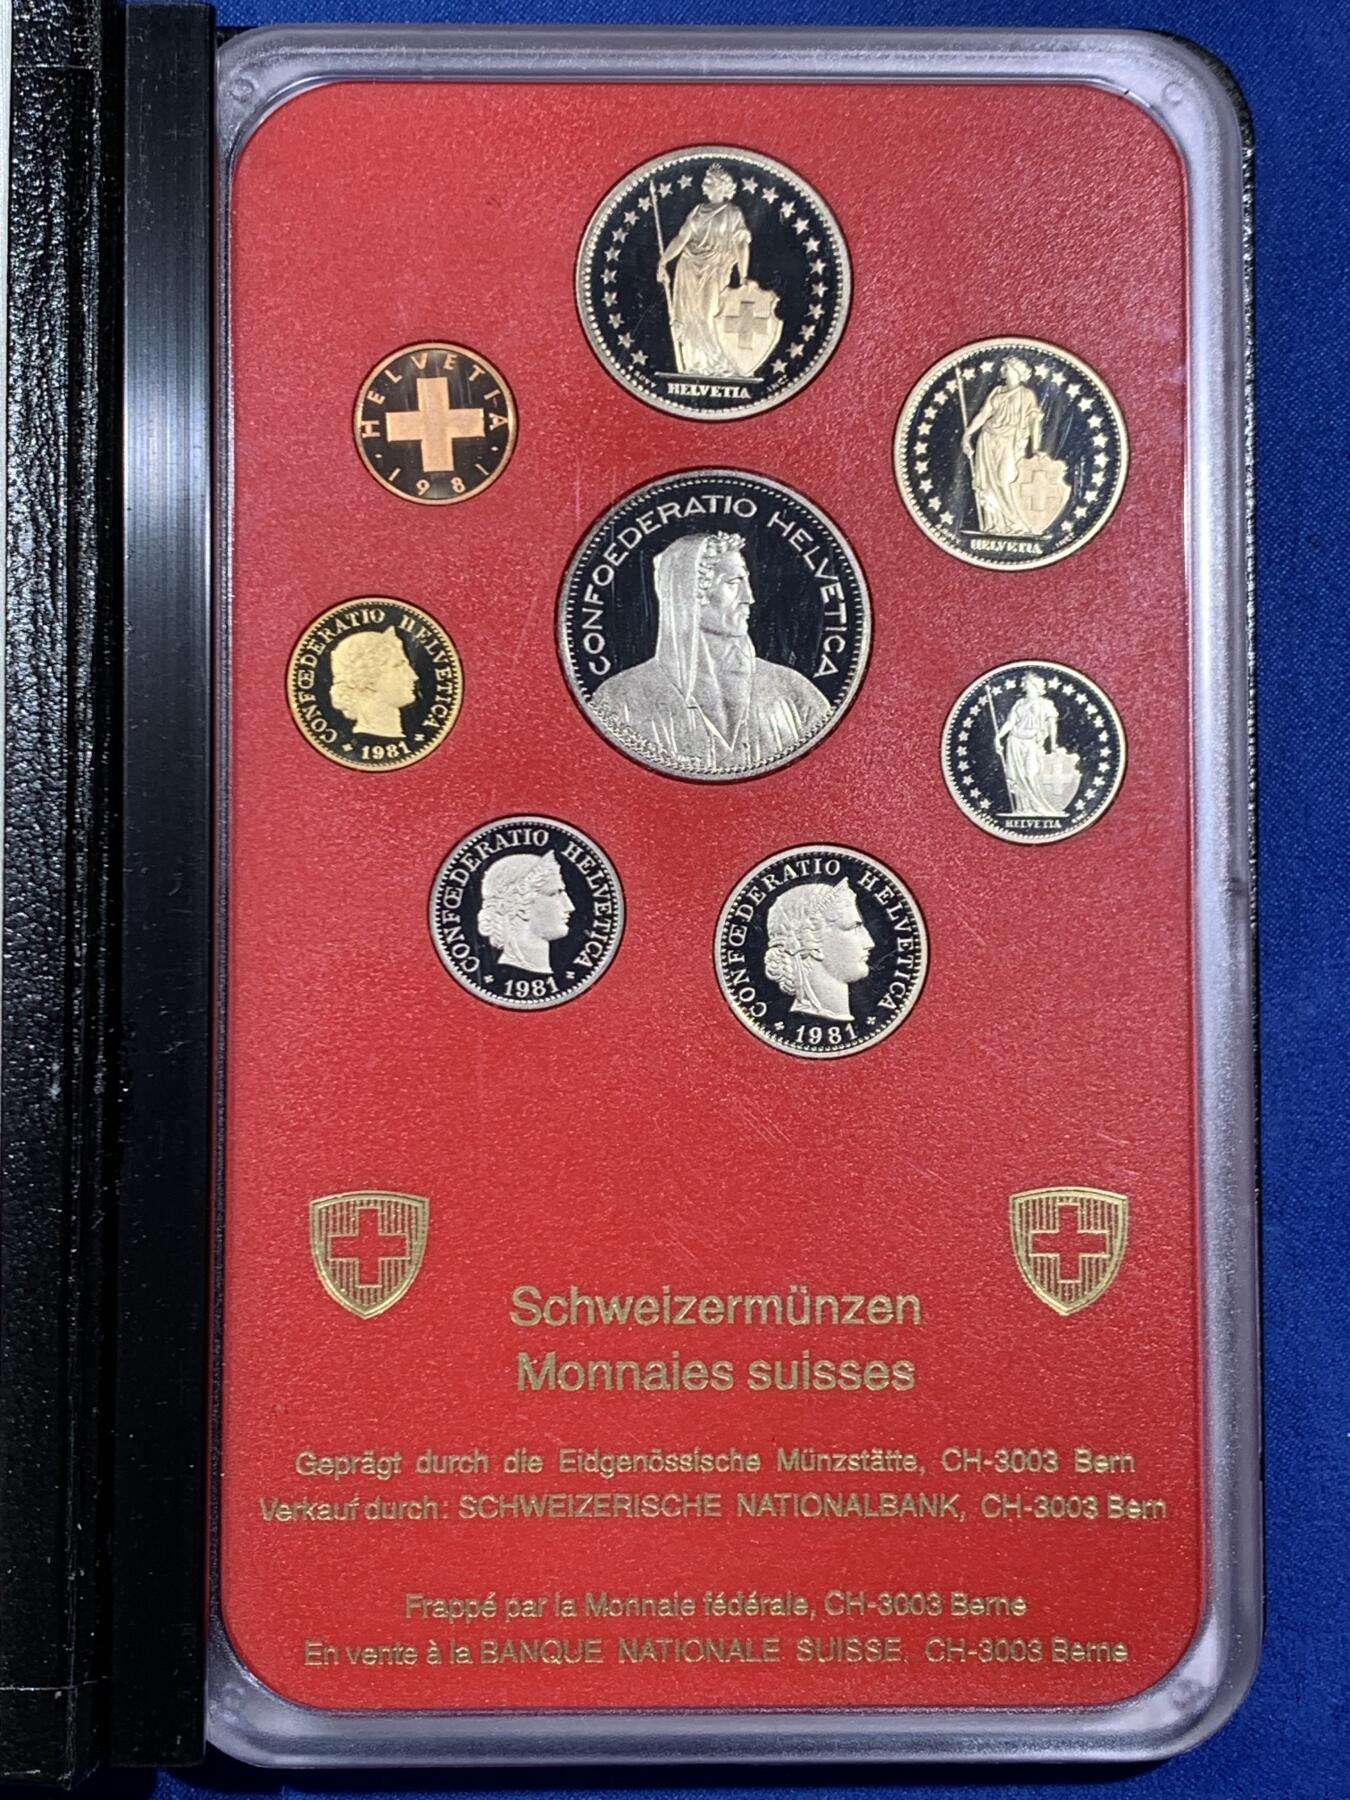 HELVETIA
HELVETIA
· 1981 ·
HELVETIA
CONFOEDERATIO HELVETICA
CONFŒDERATIO HELVETICA
1981
HELVETIA
CONFŒDERATIO HELVETICA
1981
CONFŒDERATIO HELVETICA
1981
Schweizermünzen
Monnaies suisses
Geprägt durch die Eidgenössische Münzstätte, CH-3003 Bern
Verkauf durch: SCHWEIZERISCHE NATIONALBANK, CH-3003 Bern
Frappé par la Monnaie fédérale, CH-3003 Berne
En vente à la BANQUE NATIONALE SUISSE, CH-3003 Berne